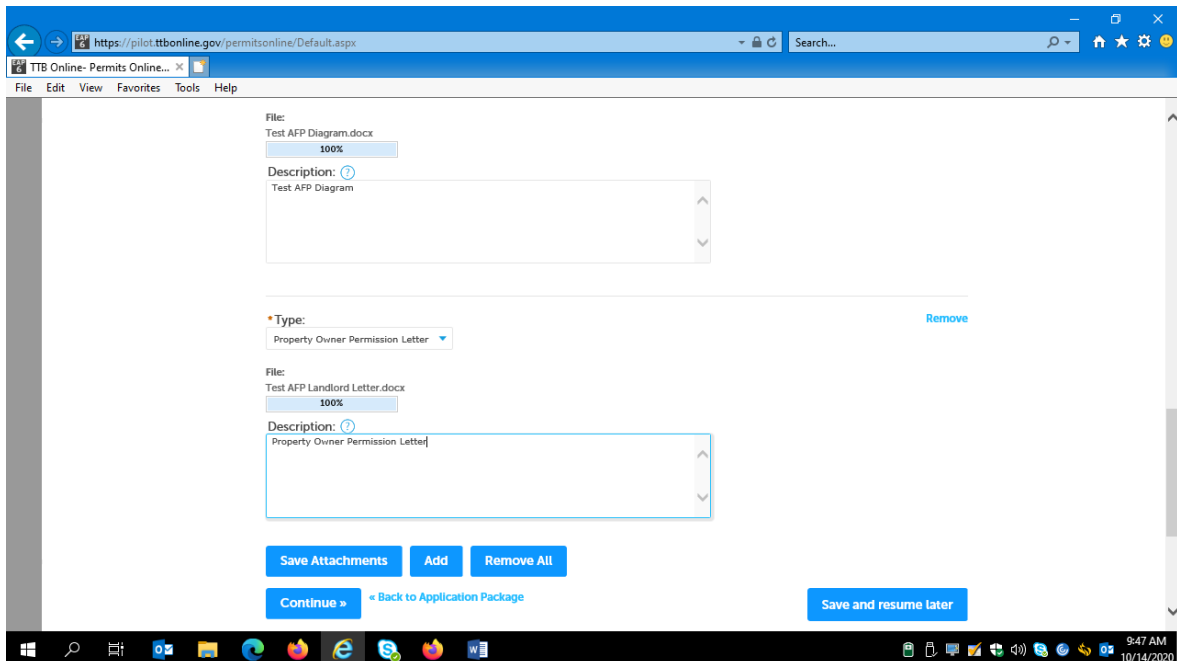 https://pilot.ttbonline.gov/permitsonline/Default.aspx
Search...
TTB Online- Permits Online...
File Edit View Favorites Tools Help
File:
Test AFP Diagram.docx
100%
Description: ?
Test AFP Diagram
*Type:
Remove
Property Owner Permission Letter
File:
Test AFP Landlord Letter.docx
100%
Description: ?
Property Owner Permission Letter
Save Attachments Add Remove All
Continue » « Back to Application Package Save and resume later
9:47 AM
10/14/2020